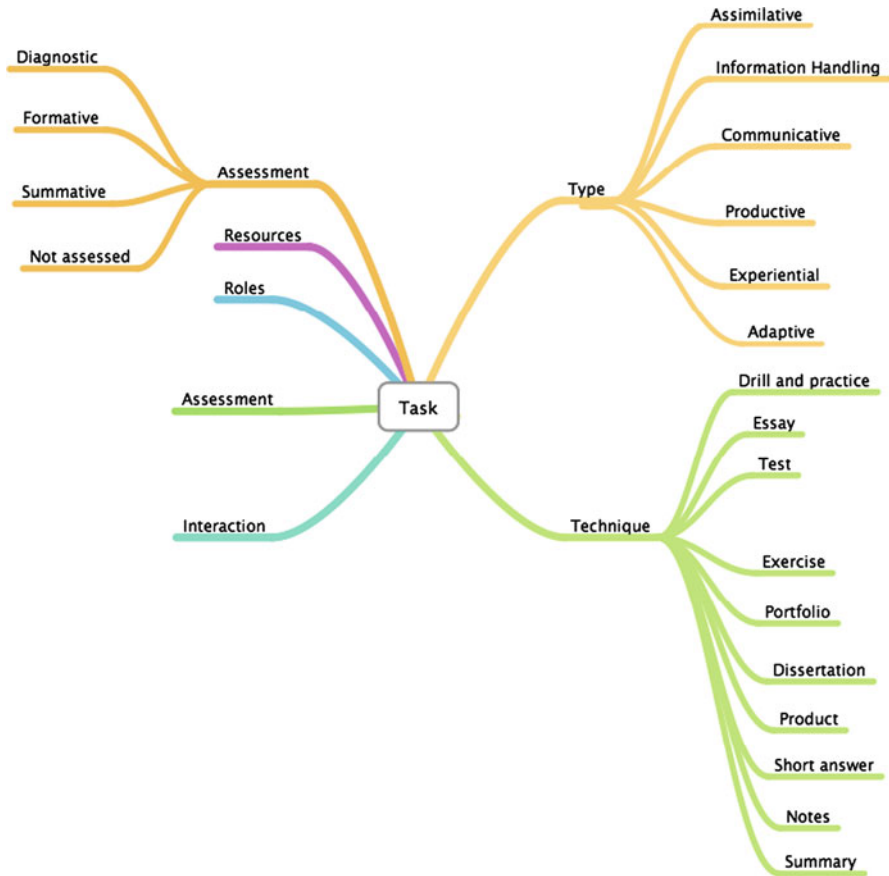 Assimilative
Diagnostic
Information Handling
Formative
Communicative
Assessment
Type
Summative
Productive
Resources
Not assessed
Experiential
Roles
Adaptive
Drill and practice
Assessment
Task
Essay
Test
Interaction
Technique
Exercise
Portfolio
Dissertation
Product
Short answer
Notes
Summary